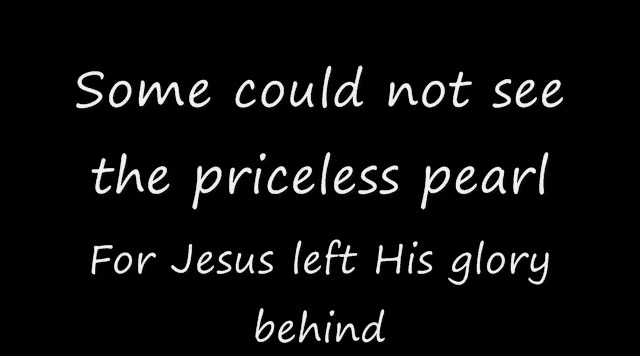 Some could not see
the priceless pearl
For Jesus left His glory
behind